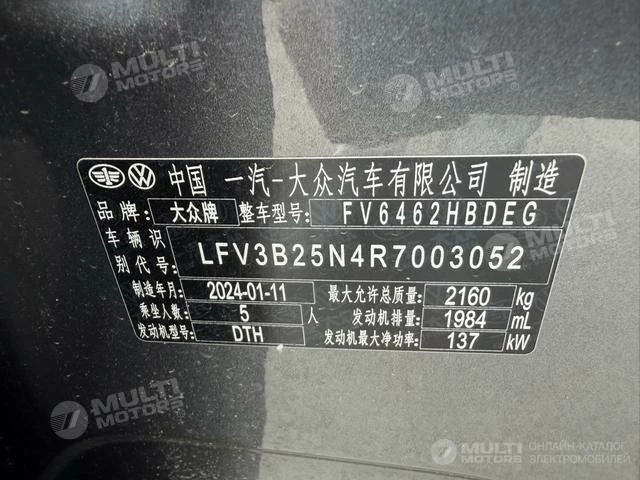 MULTI MOTORS
MULTI MOTORS
中国 一汽-大众汽车有限公司 制造
品牌: 大众牌 整车型号: FV6462HBDEG
车辆识别代号: LFV3B25N4R7003052
制造年月: 2024-01-11 最大允许总质量: 2160 kg
乘坐人数: 5 人 发动机排量: 1984 mL
发动机型号: DTH 发动机最大净功率: 137 kW
MULTI MOTORS
MULTI MOTORS ОНЛАЙН-КАТАЛОГ ЭЛЕКТРОМОБИЛЕЙ